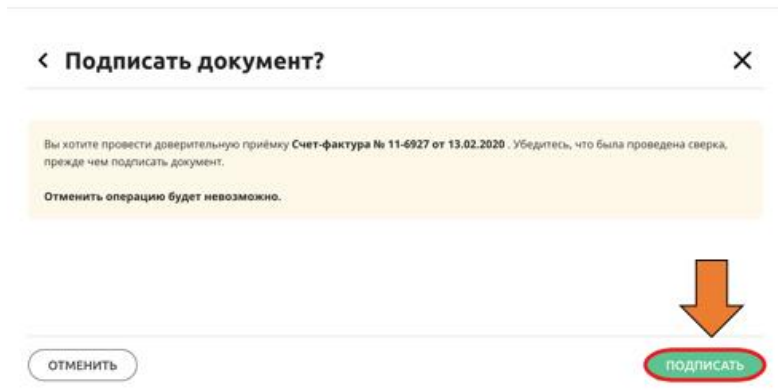 Подписать документ?
Вы хотите провести доверительную приёмку Счет-фактура № 11-6927 от 13.02.2020 . Убедитесь, что была проведена сверка,
прежде чем подписать документ.
Отменить операцию будет невозможно.
ОТМЕНИТЬ
ПОДПИСАТЬ